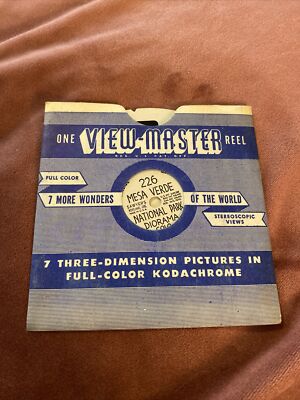 ONE VIEW-MASTER REEL
REG. U.S. PAT. OFF.
FULL COLOR
7 MORE WONDERS OF THE WORLD
STEREOSCOPIC VIEWS
226
MESA VERDE
SAWYER'S
NATIONAL PARK
DIORAMA
7 THREE-DIMENSION PICTURES IN
FULL-COLOR KODACHROME